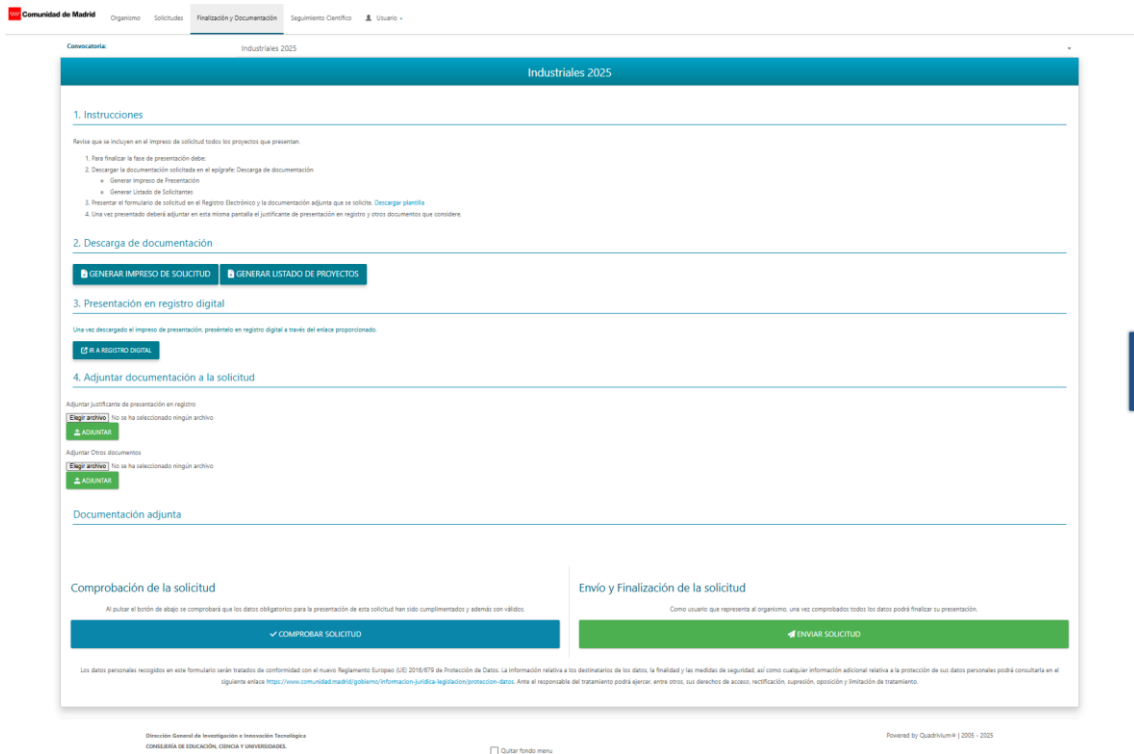 Comunidad de Madrid Organismo Solicitudes Finalización y Documentación Seguimiento Científico Usuario
Convocatoria: Industriales 2025
Industriales 2025
1. Instrucciones
Revise que se incluyen en el impreso de solicitud todos los proyectos que presentan.
1. Para finalizar la fase de presentación debe:
2. Descargar la documentación solicitada en el epígrafe: Descarga de documentación
Generar impreso de Presentación
Generar Listado de Solicitantes
3. Presentar el formulario de solicitud en el Registro Electrónico y la documentación adjunta que se solicite. Descargar plantilla
4. Una vez presentado deberá adjuntar en esta misma pantalla el justificante de presentación en registro y otros documentos que considere.
2. Descarga de documentación
GENERAR IMPRESO DE SOLICITUD GENERAR LISTADO DE PROYECTOS
3. Presentación en registro digital
Una vez descargado el impreso de presentación, preséntelo en registro digital a través del enlace proporcionado.
IR A REGISTRO DIGITAL
4. Adjuntar documentación a la solicitud
Adjuntar justificante de presentación en registro
Elegir archivo No se ha seleccionado ningún archivo
ADJUNTAR
Adjuntar Otros documentos
Elegir archivo No se ha seleccionado ningún archivo
ADJUNTAR
Documentación adjunta
Comprobación de la solicitud
Al pulsar el botón de abajo se comprobará que los datos obligatorios para la presentación de esta solicitud han sido cumplimentados y además son válidos.
COMPROBAR SOLICITUD
Envío y Finalización de la solicitud
Como usuario que representa al organismo, una vez comprobados todos los datos podrá finalizar su presentación.
ENVIAR SOLICITUD
Los datos personales recogidos en este formulario serán tratados de conformidad con el nuevo Reglamento Europeo (UE) 2016/679 de Protección de Datos. La información relativa a los destinatarios de los datos, la finalidad y las medidas de seguridad, así como cualquier información adicional relativa a la protección de sus datos personales podrá consultarla en el
siguiente enlace https://www.comunidad.madrid/gobierno/informacion-juridica-legislacion/proteccion-datos. Ante el responsable del tratamiento podrá ejercer, entre otros, sus derechos de acceso, rectificación, supresión, oposición y limitación de tratamiento.
Dirección General de Investigación e Innovación Tecnológica
CONSEJERÍA DE EDUCACIÓN, CIENCIA Y UNIVERSIDADES.
Quitar fondo menu
Powered by Quadrivium® | 2005 - 2025